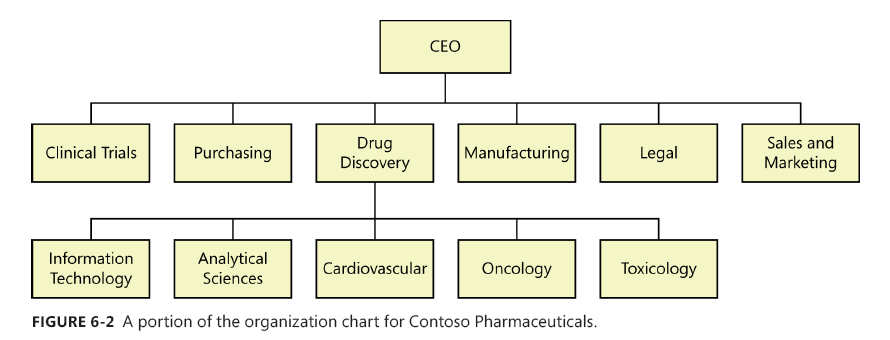 CEO
Clinical Trials
Purchasing
Drug
Discovery
Manufacturing
Legal
Sales and
Marketing
Information
Technology
Analytical
Sciences
Cardiovascular
Oncology
Toxicology
FIGURE 6-2 A portion of the organization chart for Contoso Pharmaceuticals.